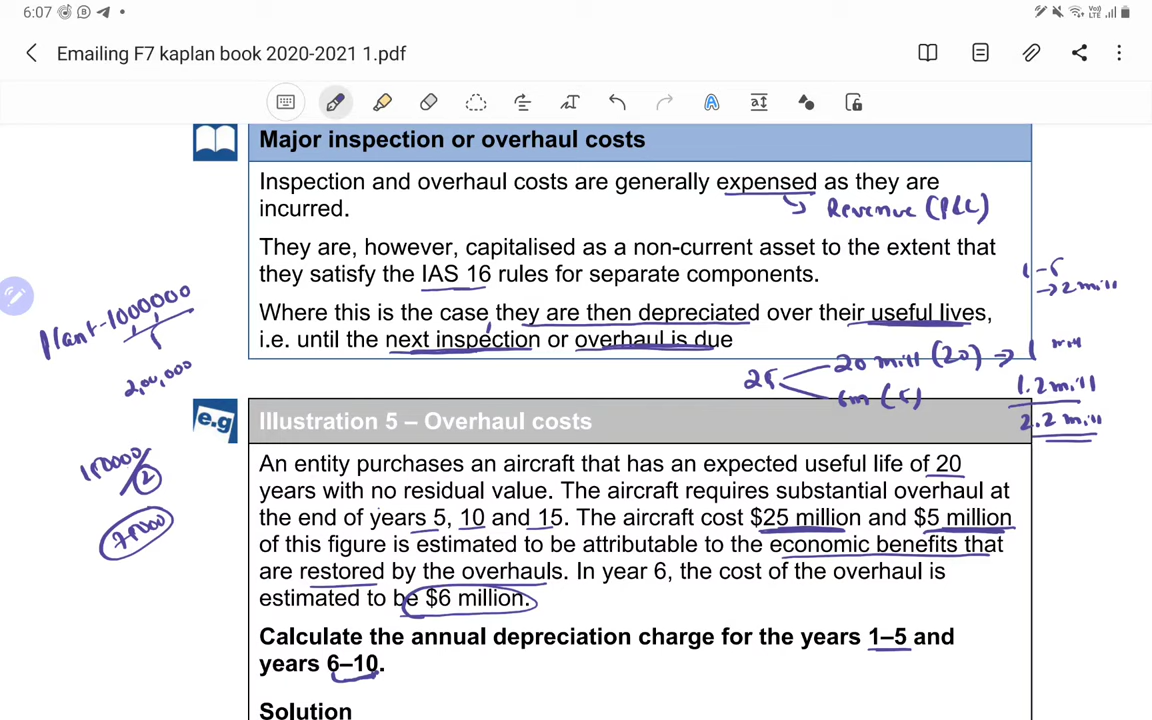 6:07
Emailing F7 kaplan book 2020-2021 1.pdf
Major inspection or overhaul costs
Inspection and overhaul costs are generally expensed as they are
incurred.
Revenue (P&L)
They are, however, capitalised as a non-current asset to the extent that
they satisfy the IAS 16 rules for separate components.
1-5
→ 2 mill
Where this is the case, they are then depreciated over their useful lives,
i.e. until the next inspection or overhaul is due
Plant-1000000
5
2,00,000
25
20 mill (20) → 1 mill
6m (5)
1.2 mill
2.2 mill
e.g
Illustration 5 – Overhaul costs
150000/2
75000
An entity purchases an aircraft that has an expected useful life of 20
years with no residual value. The aircraft requires substantial overhaul at
the end of years 5, 10 and 15. The aircraft cost $25 million and $5 million
of this figure is estimated to be attributable to the economic benefits that
are restored by the overhauls. In year 6, the cost of the overhaul is
estimated to be $6 million.
Calculate the annual depreciation charge for the years 1–5 and
years 6–10.
Solution